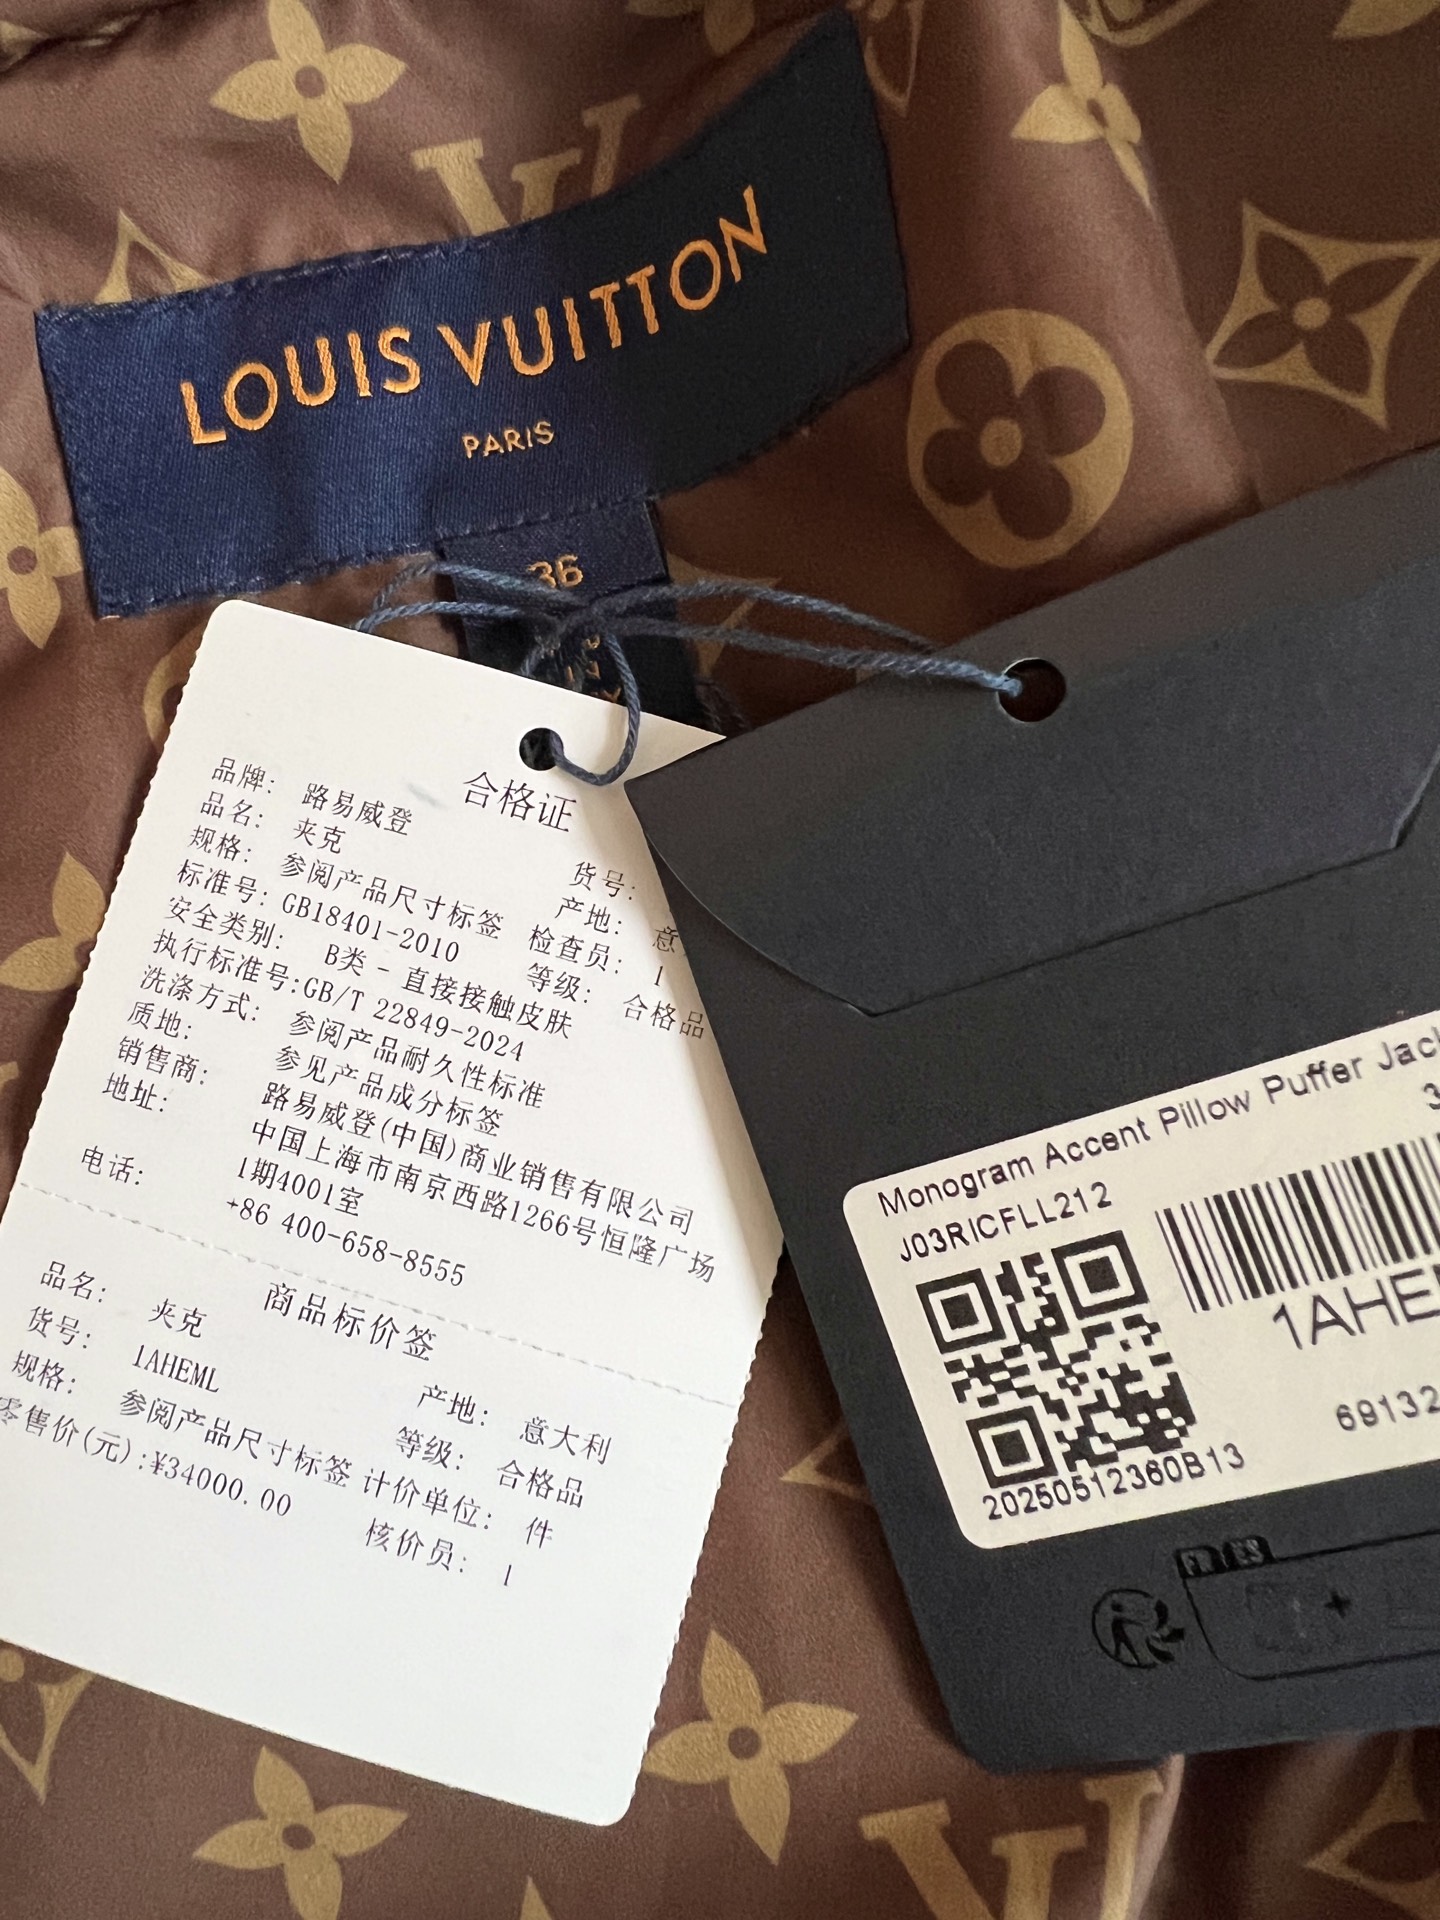 LOUIS VUITTON
PARIS
36
合格证
品牌: 路易威登
品名: 夹克
货号:
规格: 参阅产品尺寸标签
产地:
标准号: GB18401-2010
检查员: 1
安全类别: B类 - 直接接触皮肤
等级: 合格品
执行标准号:GB/T 22849-2024
洗涤方式: 参阅产品耐久性标准
质地: 参见产品成分标签
销售商: 路易威登(中国)商业销售有限公司
地址: 中国上海市南京西路1266号恒隆广场
1期4001室
电话: +86 400-658-8555
商品标价签
品名: 夹克
货号: 1AHEML
产地: 意大利
规格: 参阅产品尺寸标签
等级: 合格品
零售价(元):¥34000.00
计价单位: 件
核价员: 1
Monogram Accent Pillow Puffer Jack
J03RICFLL212
1AHE
69132
20250512360B13
FR ES